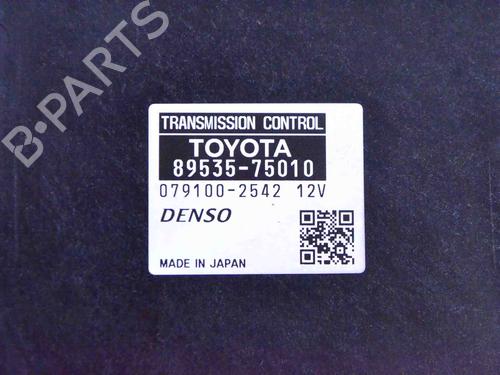 B-PARTS
TRANSMISSION CONTROL
TOYOTA
89535-75010
079100-2542 12V
DENSO
MADE IN JAPAN